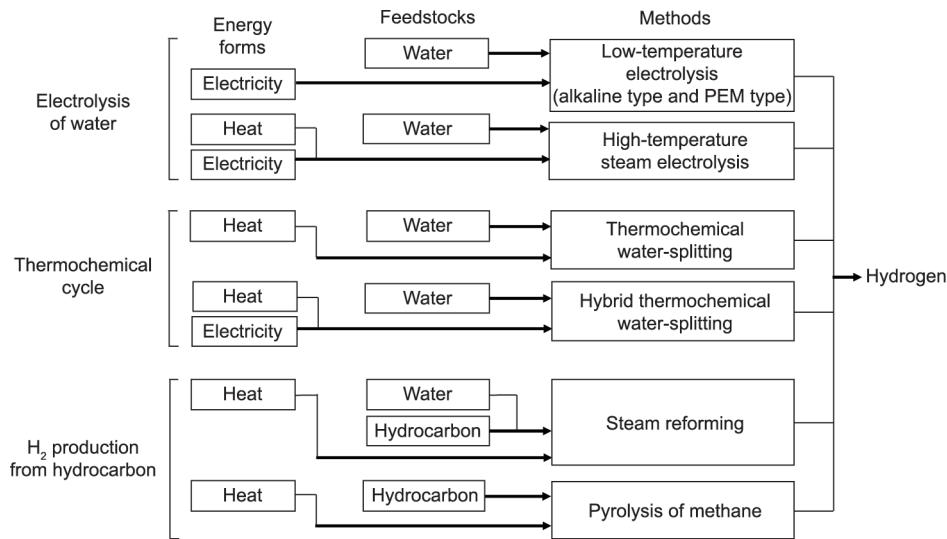 Energy
forms
Feedstocks
Methods
Electrolysis
of water
Electricity
Water
Low-temperature
electrolysis
(alkaline type and PEM type)
Heat
Electricity
Water
High-temperature
steam electrolysis
Thermochemical
cycle
Heat
Water
Thermochemical
water-splitting
Heat
Electricity
Water
Hybrid thermochemical
water-splitting
Hydrogen
H₂ production
from hydrocarbon
Heat
Water
Hydrocarbon
Steam reforming
Heat
Hydrocarbon
Pyrolysis of methane